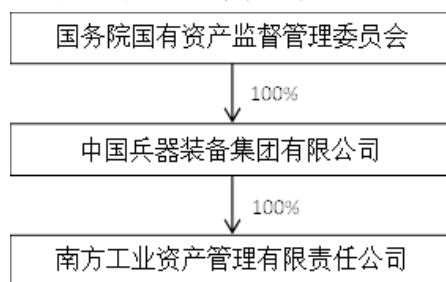 国务院国有资产监督管理委员会
100%
中国兵器装备集团有限公司
100%
南方工业资产管理有限责任公司